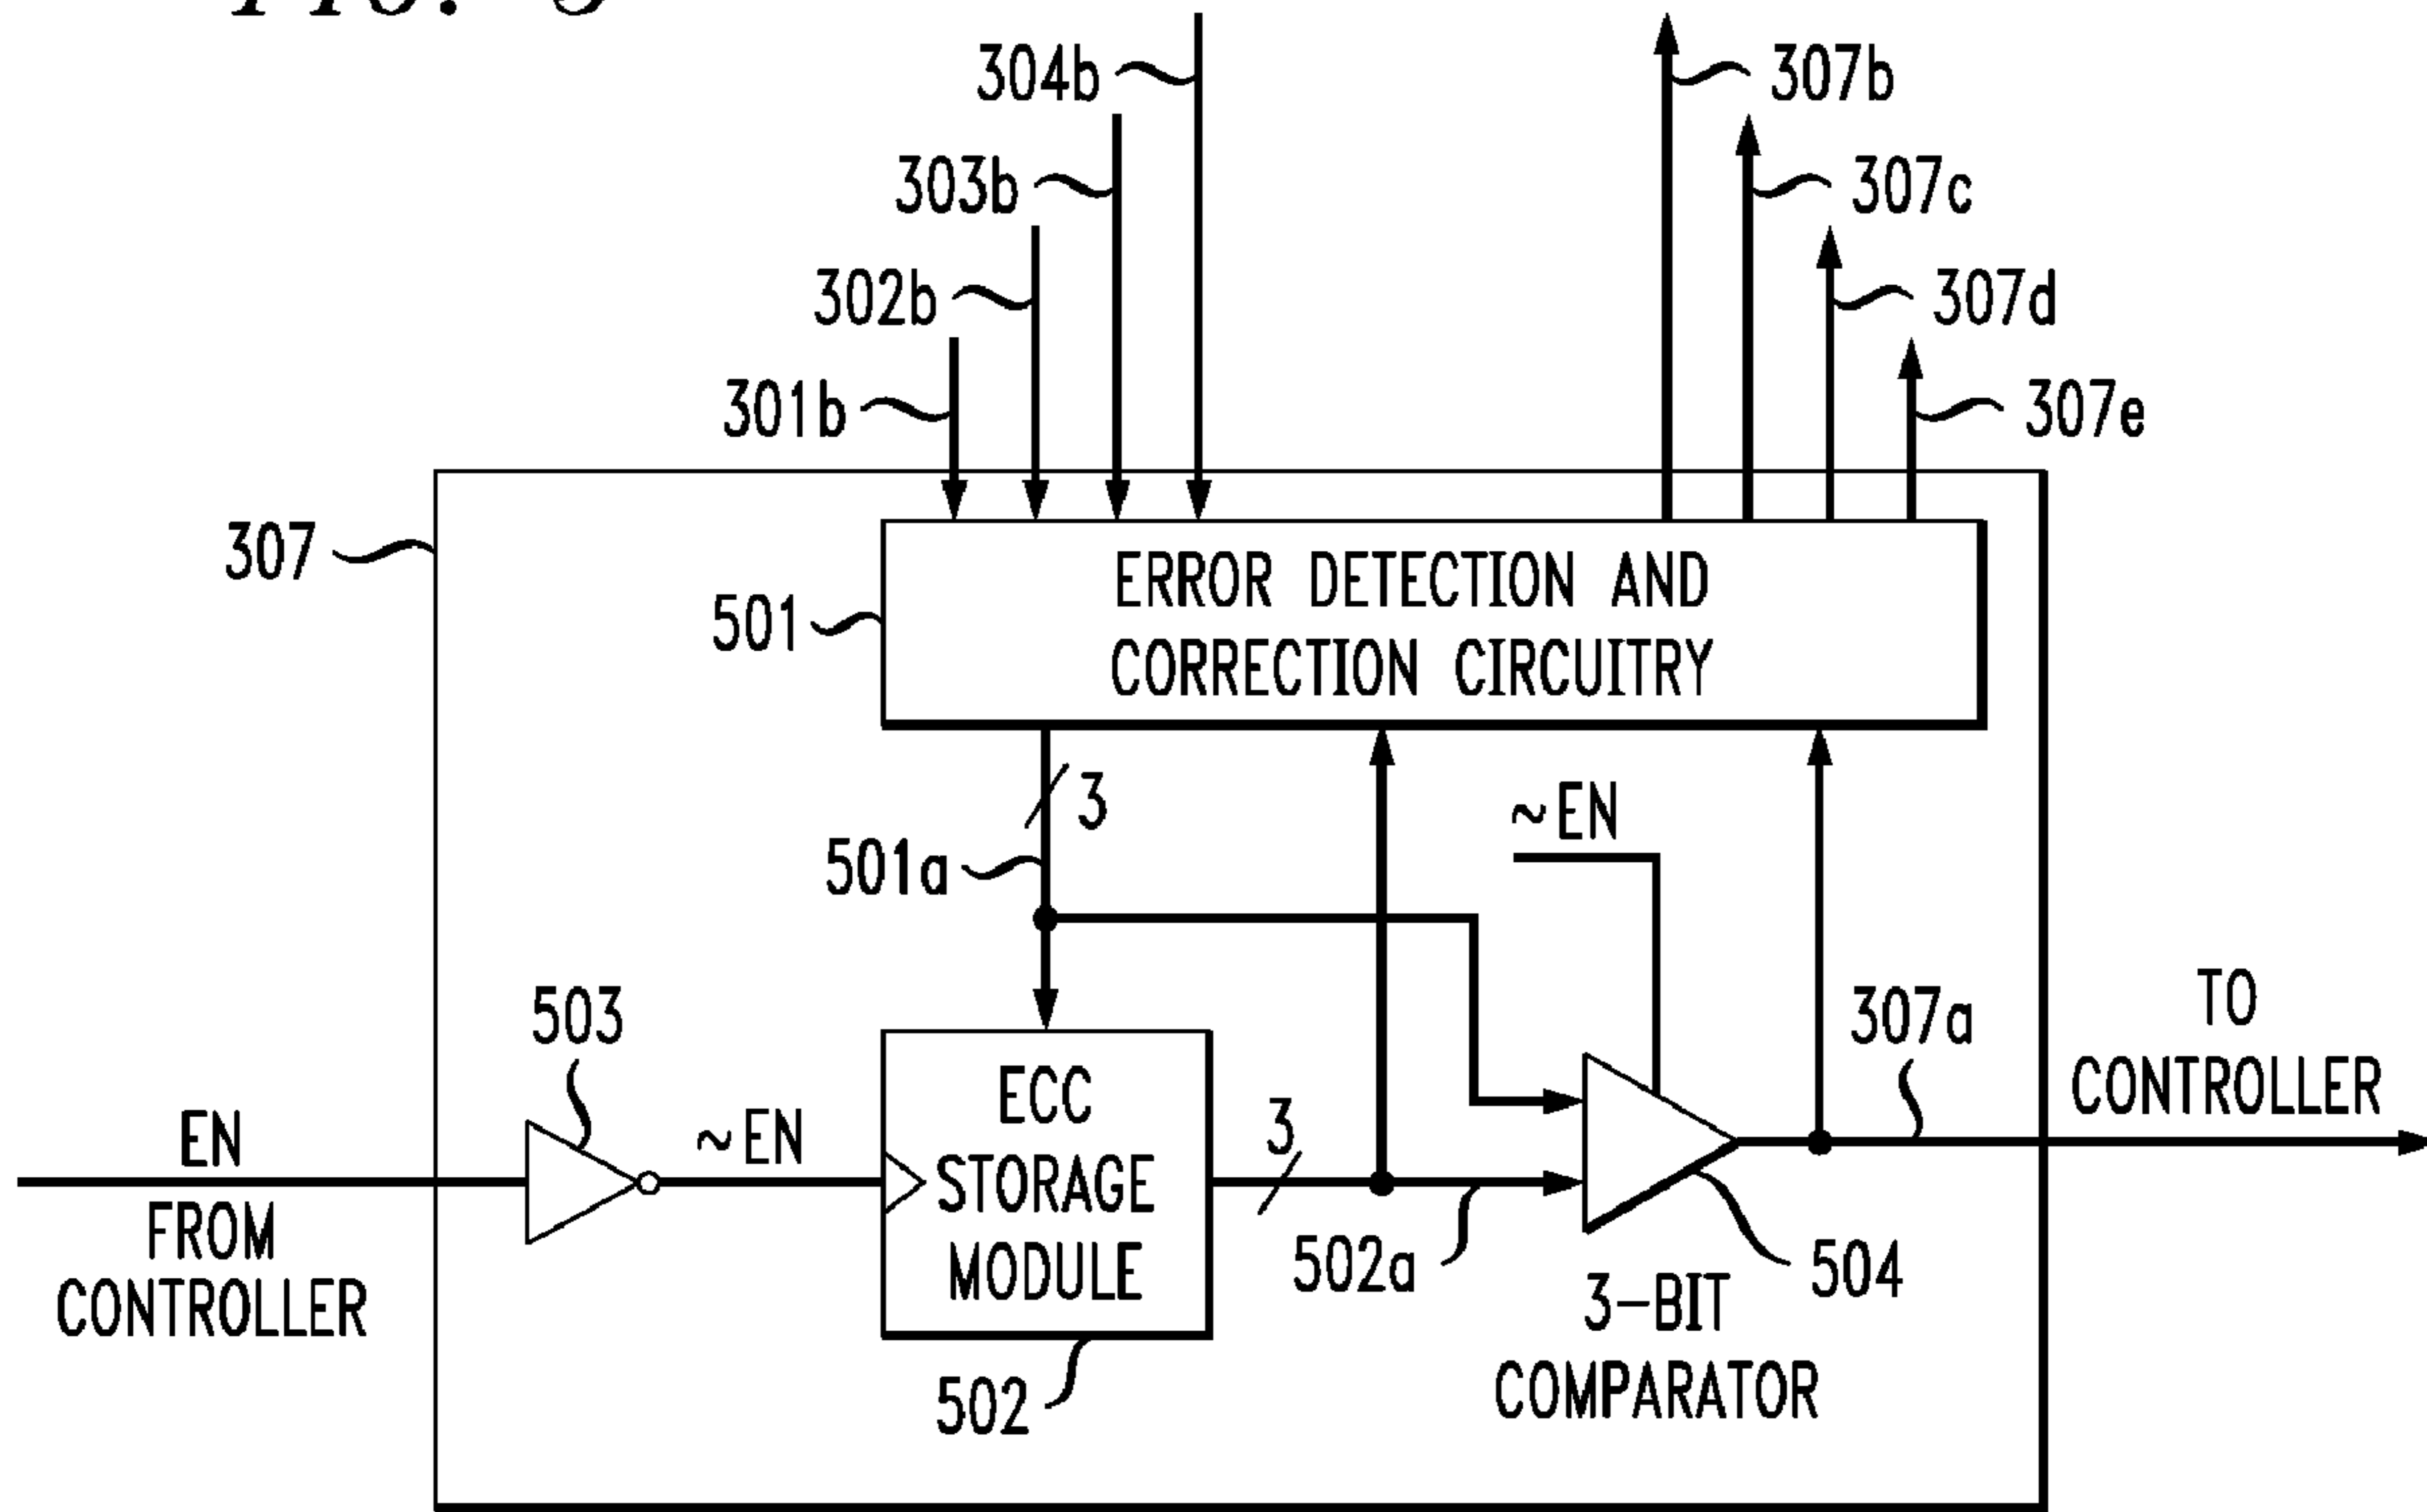 304b
307b
303b
307c
302b
307d
301b
307e
307
501
ERROR DETECTION AND
CORRECTION CIRCUITRY
3
~EN
501a
503
307a
TO
CONTROLLER
EN
FROM
CONTROLLER
~EN
ECC
STORAGE
MODULE
3
502a
504
3-BIT
COMPARATOR
502